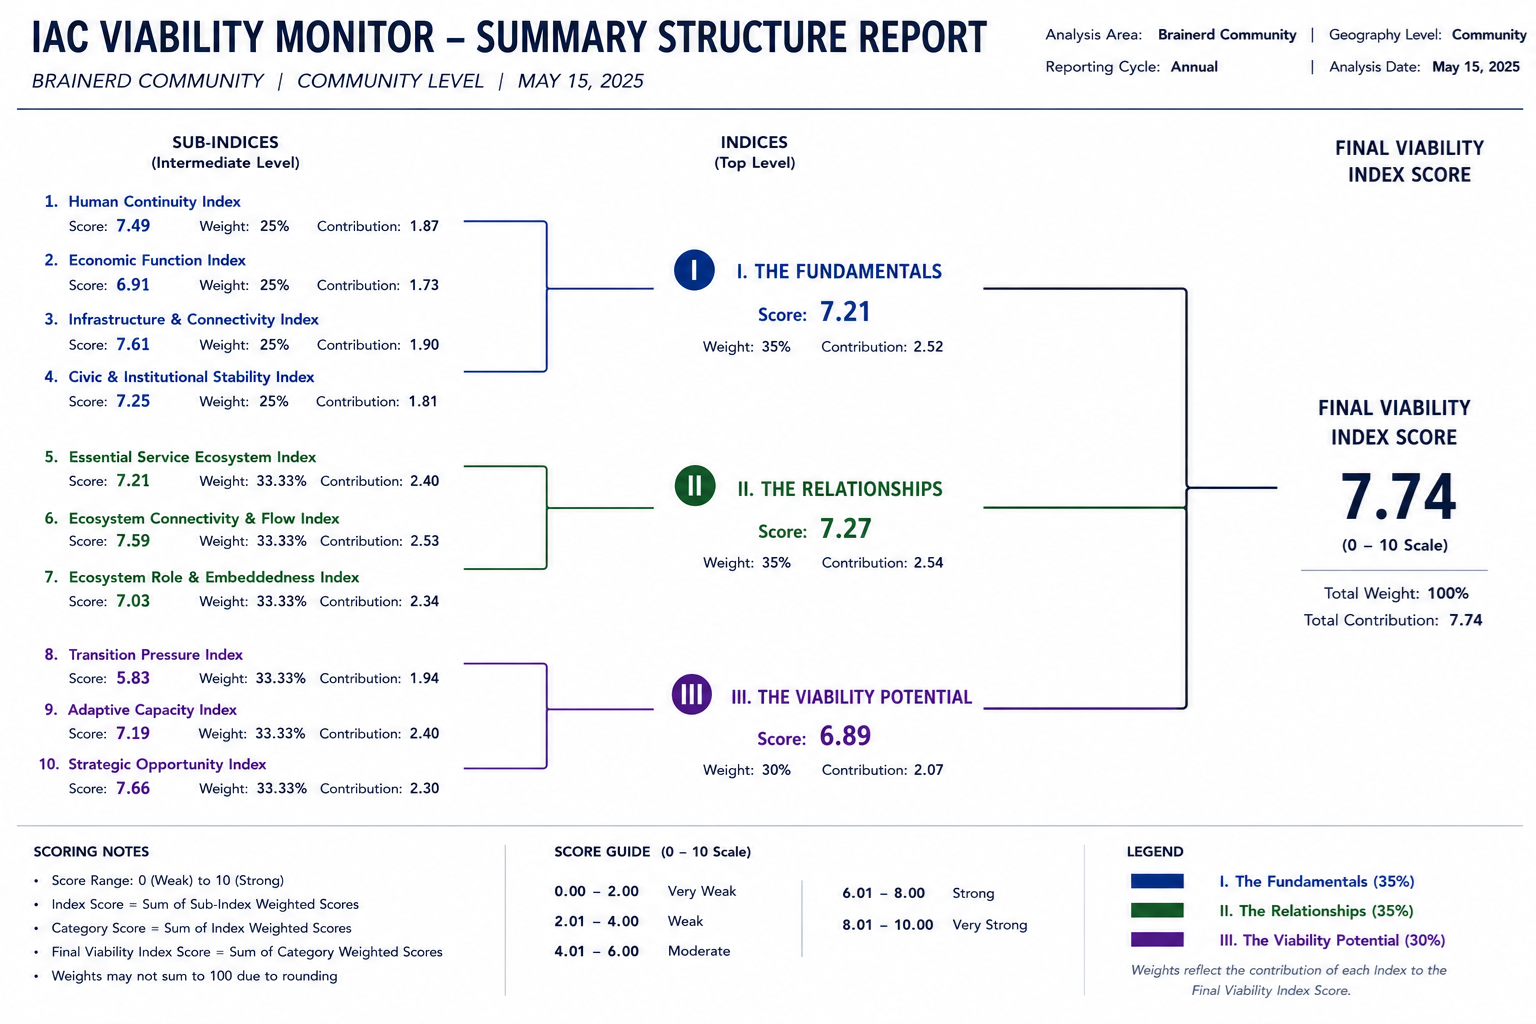 IAC VIABILITY MONITOR – SUMMARY STRUCTURE REPORT
BRAINERD COMMUNITY | COMMUNITY LEVEL | MAY 15, 2025
Analysis Area: Brainerd Community | Geography Level: Community
Reporting Cycle: Annual | Analysis Date: May 15, 2025
SUB-INDICES
(Intermediate Level)
1. Human Continuity Index
Score: 7.49 Weight: 25% Contribution: 1.87
2. Economic Function Index
Score: 6.91 Weight: 25% Contribution: 1.73
3. Infrastructure & Connectivity Index
Score: 7.61 Weight: 25% Contribution: 1.90
4. Civic & Institutional Stability Index
Score: 7.25 Weight: 25% Contribution: 1.81
5. Essential Service Ecosystem Index
Score: 7.21 Weight: 33.33% Contribution: 2.40
6. Ecosystem Connectivity & Flow Index
Score: 7.59 Weight: 33.33% Contribution: 2.53
7. Ecosystem Role & Embeddedness Index
Score: 7.03 Weight: 33.33% Contribution: 2.34
8. Transition Pressure Index
Score: 5.83 Weight: 33.33% Contribution: 1.94
9. Adaptive Capacity Index
Score: 7.19 Weight: 33.33% Contribution: 2.40
10. Strategic Opportunity Index
Score: 7.66 Weight: 33.33% Contribution: 2.30
INDICES
(Top Level)
I
I. THE FUNDAMENTALS
Score: 7.21
Weight: 35% Contribution: 2.52
II
II. THE RELATIONSHIPS
Score: 7.27
Weight: 35% Contribution: 2.54
III
III. THE VIABILITY POTENTIAL
Score: 6.89
Weight: 30% Contribution: 2.07
FINAL VIABILITY
INDEX SCORE
FINAL VIABILITY
INDEX SCORE
7.74
(0 – 10 Scale)
Total Weight: 100%
Total Contribution: 7.74
SCORING NOTES
• Score Range: 0 (Weak) to 10 (Strong)
• Index Score = Sum of Sub-Index Weighted Scores
• Category Score = Sum of Index Weighted Scores
• Final Viability Index Score = Sum of Category Weighted Scores
• Weights may not sum to 100 due to rounding
SCORE GUIDE (0 – 10 Scale)
0.00 – 2.00 Very Weak
2.01 – 4.00 Weak
4.01 – 6.00 Moderate
6.01 – 8.00 Strong
8.01 – 10.00 Very Strong
LEGEND
I. The Fundamentals (35%)
II. The Relationships (35%)
III. The Viability Potential (30%)
Weights reflect the contribution of each Index to the
Final Viability Index Score.